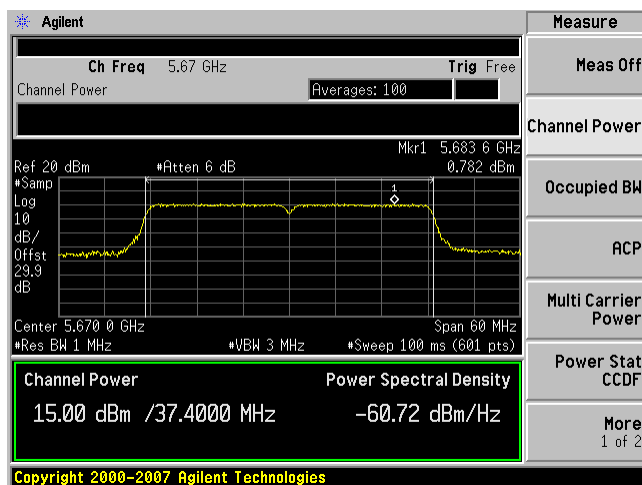 Agilent
Measure
Ch Freq 5.67 GHz Trig Free
Channel Power Averages: 100
Meas Off
Channel Power
Occupied BW
ACP
Multi Carrier
Power
Power Stat
CCDF
More
1 of 2
Mkr1 5.683 6 GHz
Ref 20 dBm #Atten 6 dB 0.782 dBm
#Samp
Log
10
dB/
Offst
29.9
dB
1
Center 5.670 0 GHz Span 60 MHz
#Res BW 1 MHz #VBW 3 MHz #Sweep 100 ms (601 pts)
Channel Power Power Spectral Density
15.00 dBm /37.4000 MHz -60.72 dBm/Hz
Copyright 2000-2007 Agilent Technologies